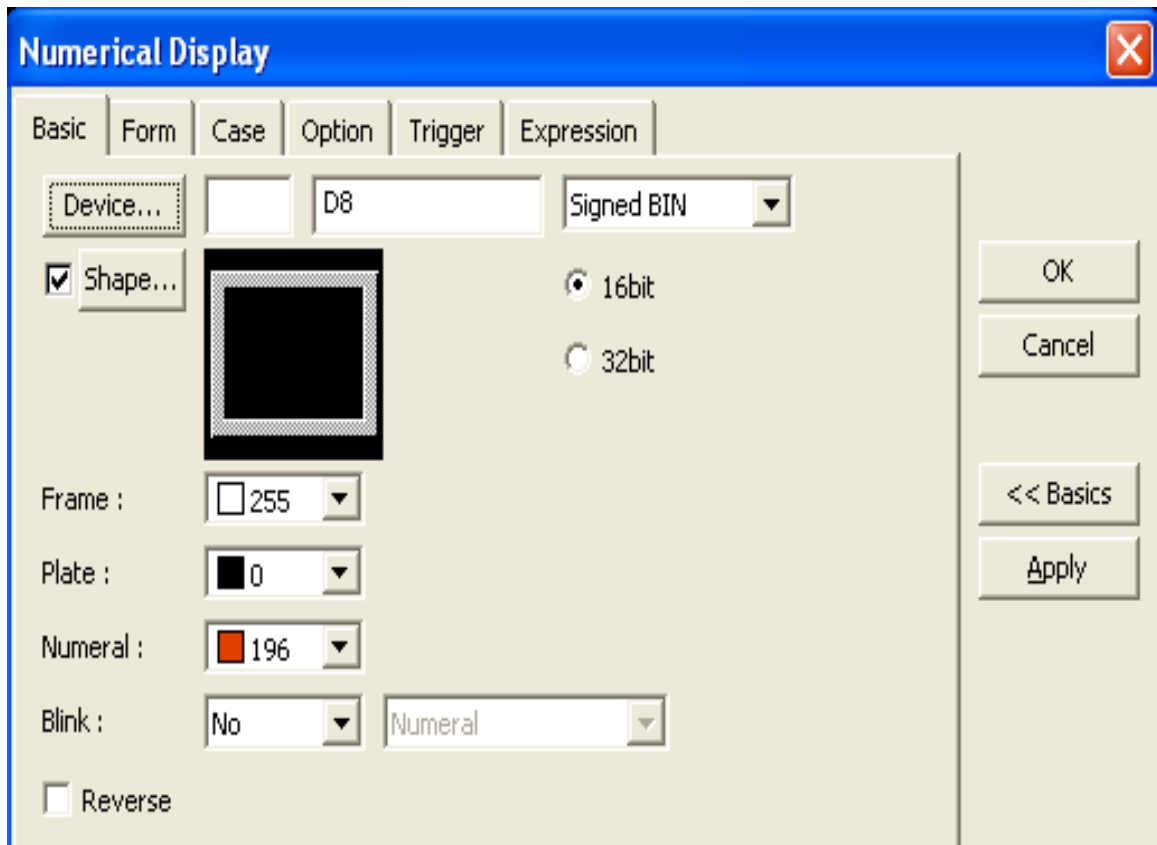 Numerical Display
Basic Form Case Option Trigger Expression
Device... D8 Signed BIN
Shape... 16bit
32bit
OK
Cancel
Frame : 255
<< Basics
Plate : 0
Apply
Numeral : 196
Blink : No Numeral
Reverse